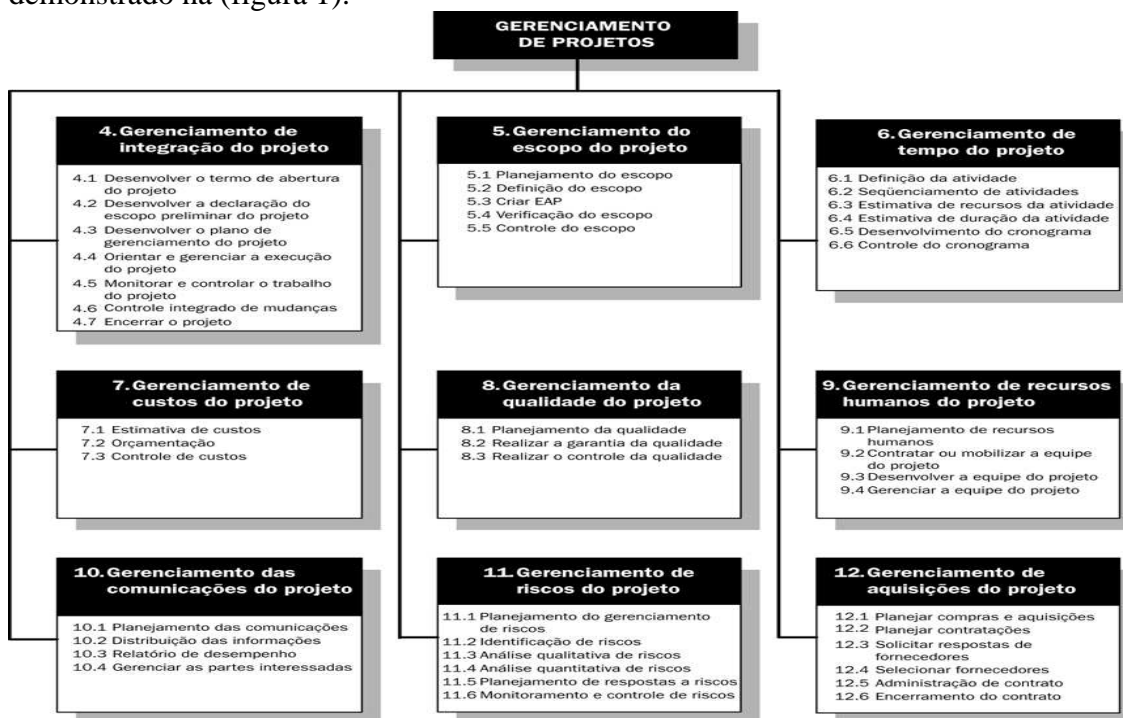 demonstrado na (figura 1).
GERENCIAMENTO
DE PROJETOS
4. Gerenciamento de
integração do projeto
4.1 Desenvolver o termo de abertura
do projeto
4.2 Desenvolver a declaração do
escopo preliminar do projeto
4.3 Desenvolver o plano de
gerenciamento do projeto
4.4 Orientar e gerenciar a execução
do projeto
4.5 Monitorar e controlar o trabalho
do projeto
4.6 Controle integrado de mudanças
4.7 Encerrar o projeto
5. Gerenciamento do
escopo do projeto
5.1 Planejamento do escopo
5.2 Definição do escopo
5.3 Criar EAP
5.4 Verificação do escopo
5.5 Controle do escopo
6. Gerenciamento de
tempo do projeto
6.1 Definição da atividade
6.2 Seqüenciamento de atividades
6.3 Estimativa de recursos da atividade
6.4 Estimativa de duração da atividade
6.5 Desenvolvimento do cronograma
6.6 Controle do cronograma
7. Gerenciamento de
custos do projeto
7.1 Estimativa de custos
7.2 Orçamentação
7.3 Controle de custos
8. Gerenciamento da
qualidade do projeto
8.1 Planejamento da qualidade
8.2 Realizar a garantia da qualidade
8.3 Realizar o controle da qualidade
9. Gerenciamento de recursos
humanos do projeto
9.1 Planejamento de recursos
humanos
9.2 Contratar ou mobilizar a equipe
do projeto
9.3 Desenvolver a equipe do projeto
9.4 Gerenciar a equipe do projeto
10. Gerenciamento das
comunicações do projeto
10.1 Planejamento das comunicações
10.2 Distribuição das informações
10.3 Relatório de desempenho
10.4 Gerenciar as partes interessadas
11. Gerenciamento de
riscos do projeto
11.1 Planejamento do gerenciamento
de riscos
11.2 Identificação de riscos
11.3 Análise qualitativa de riscos
11.4 Análise quantitativa de riscos
11.5 Planejamento de respostas a riscos
11.6 Monitoramento e controle de riscos
12. Gerenciamento de
aquisições do projeto
12.1 Planejar compras e aquisições
12.2 Planejar contratações
12.3 Solicitar respostas de
fornecedores
12.4 Selecionar fornecedores
12.5 Administração de contrato
12.6 Encerramento do contrato